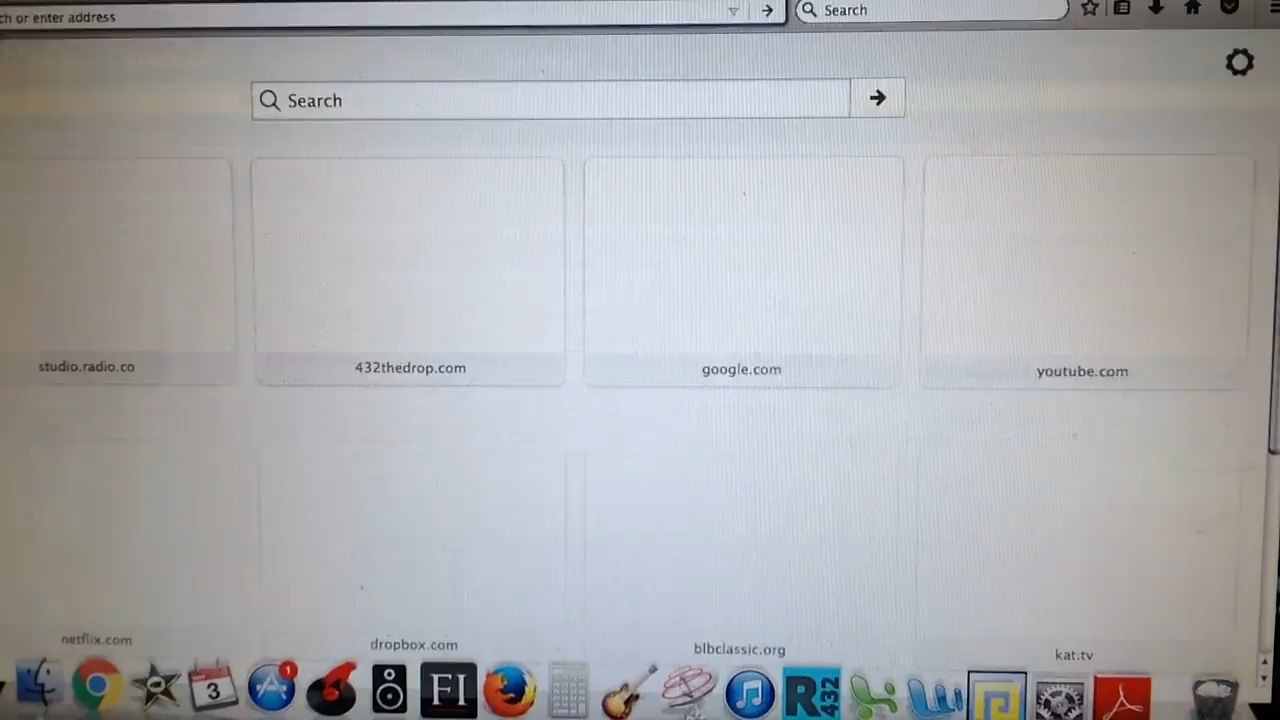 ch or enter address
Search
Search
studio.radio.co
432thedrop.com
google.com
youtube.com
netflix.com
dropbox.com
blbclassic.org
kat.tv
3
1
FI
R
432